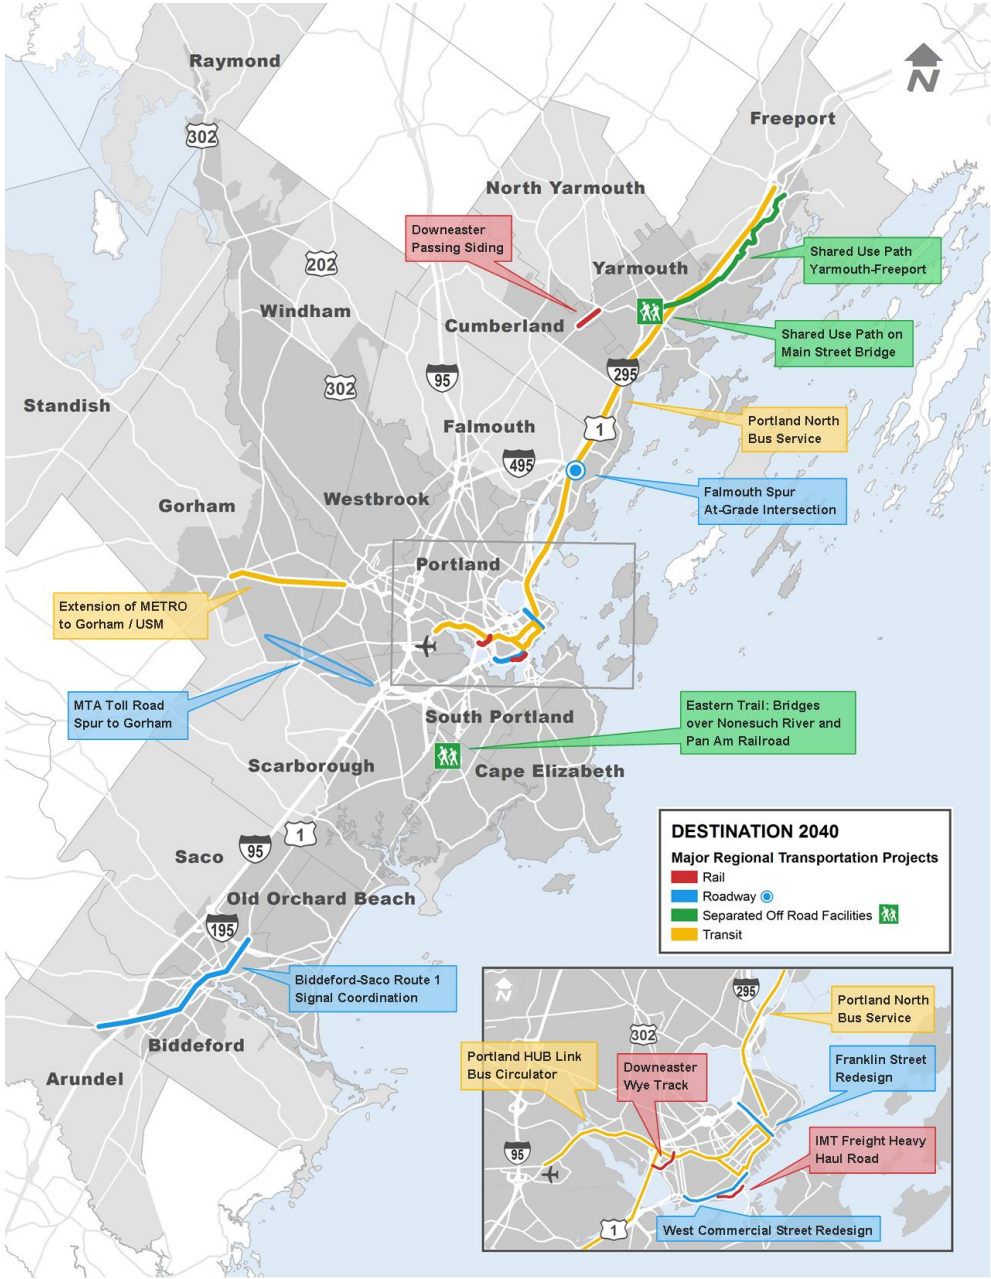 Raymond
302
Freeport
N
North Yarmouth
Downeaster
Passing Siding
202
Yarmouth
Shared Use Path
Yarmouth-Freeport
Windham
Cumberland
Shared Use Path on
Main Street Bridge
95
302
295
Standish
Falmouth
1
Portland North
Bus Service
495
Westbrook
Gorham
Falmouth Spur
At-Grade Intersection
Portland
Extension of METRO
to Gorham / USM
MTA Toll Road
Spur to Gorham
South Portland
Eastern Trail: Bridges
over Nonesuch River and
Pan Am Railroad
Scarborough
Cape Elizabeth
1
95
Saco
Old Orchard Beach
195
DESTINATION 2040
Major Regional Transportation Projects
Rail
Roadway
Separated Off Road Facilities
Transit
Biddeford-Saco Route 1
Signal Coordination
Biddeford
Arundel
N
295
Portland North
Bus Service
302
Portland HUB Link
Bus Circulator
Downeaster
Wye Track
Franklin Street
Redesign
95
IMT Freight Heavy
Haul Road
1
West Commercial Street Redesign